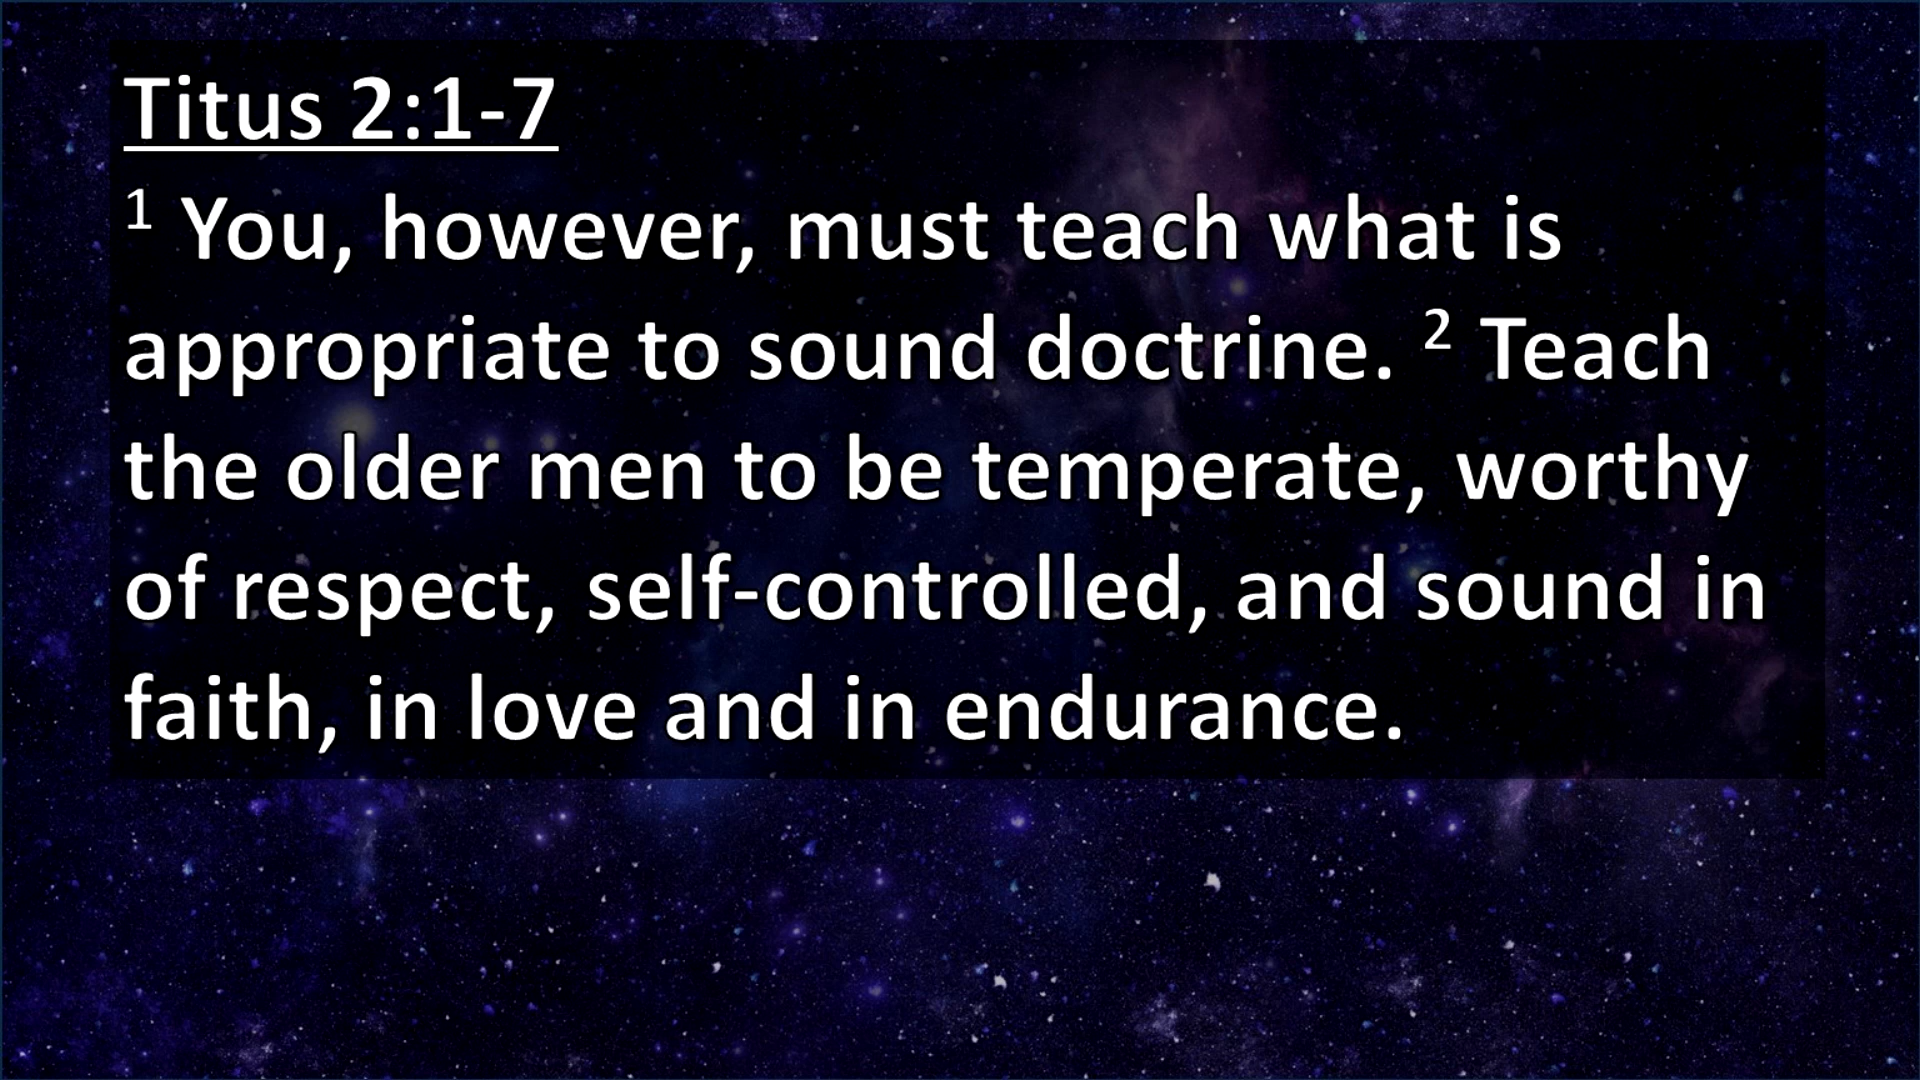 Titus 2:1-7
1 You, however, must teach what is
appropriate to sound doctrine. 2 Teach
the older men to be temperate, worthy
of respect, self-controlled, and sound in
faith, in love and in endurance.